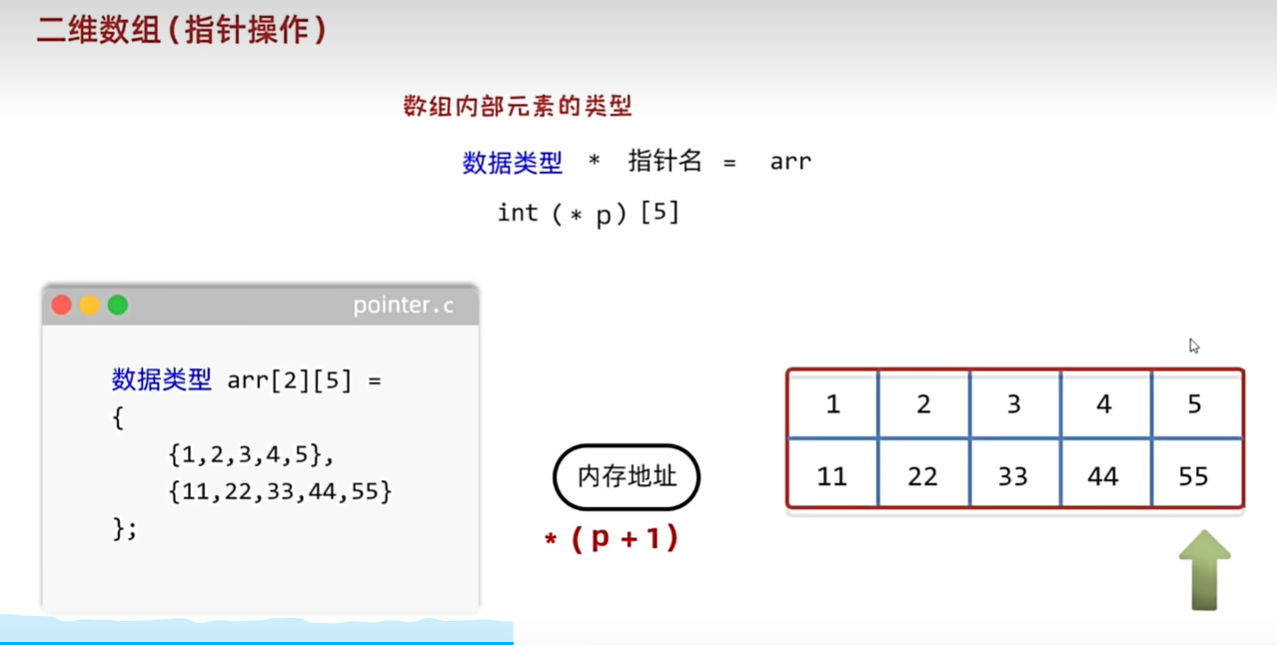 二维数组(指针操作)
数组内部元素的类型
数据类型 * 指针名 = arr
int (* p) [5]
pointer.c
数据类型 arr[2][5] =
{
{1,2,3,4,5},
{11,22,33,44,55}
};
内存地址
* (p + 1)
1 2 3 4 5
11 22 33 44 55